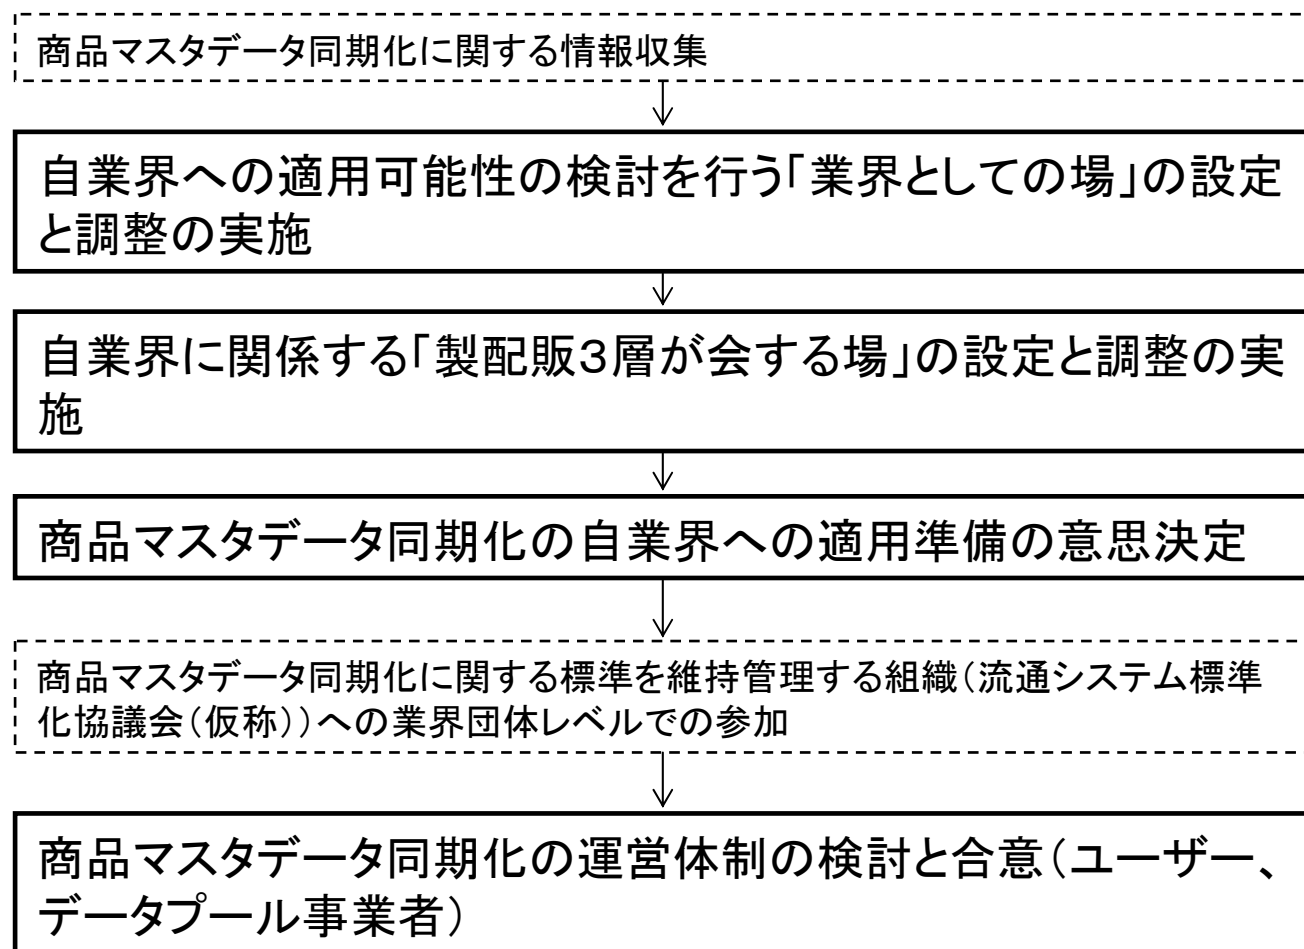 商品マスタデータ同期化に関する情報収集
自業界への適用可能性の検討を行う「業界としての場」の設定
と調整の実施
自業界に関係する「製配販3層が会する場」の設定と調整の実
施
商品マスタデータ同期化の自業界への適用準備の意思決定
商品マスタデータ同期化に関する標準を維持管理する組織(流通システム標準
化協議会(仮称))への業界団体レベルでの参加
商品マスタデータ同期化の運営体制の検討と合意(ユーザー、
データプール事業者)